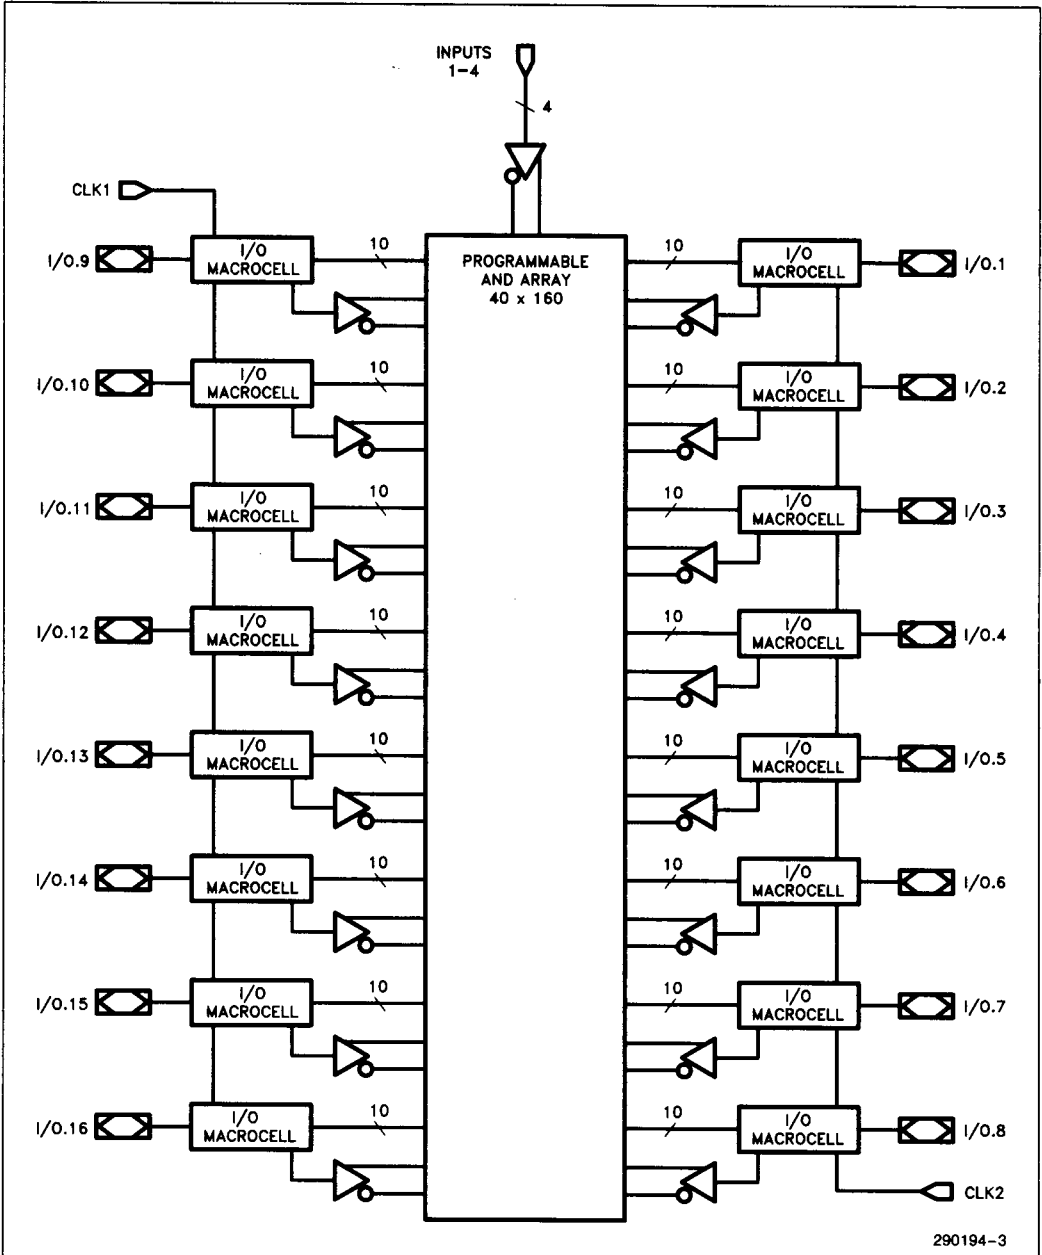 INPUTS
1-4
4
CLK1
I/O.9
I/O
MACROCELL
10
PROGRAMMABLE
AND ARRAY
40 x 160
10
I/O
MACROCELL
I/O.1
I/O.10
I/O
MACROCELL
10
10
I/O
MACROCELL
I/O.2
I/O.11
I/O
MACROCELL
10
10
I/O
MACROCELL
I/O.3
I/O.12
I/O
MACROCELL
10
10
I/O
MACROCELL
I/O.4
I/O.13
I/O
MACROCELL
10
10
I/O
MACROCELL
I/O.5
I/O.14
I/O
MACROCELL
10
10
I/O
MACROCELL
I/O.6
I/O.15
I/O
MACROCELL
10
10
I/O
MACROCELL
I/O.7
I/O.16
I/O
MACROCELL
10
10
I/O
MACROCELL
I/O.8
CLK2
290194-3